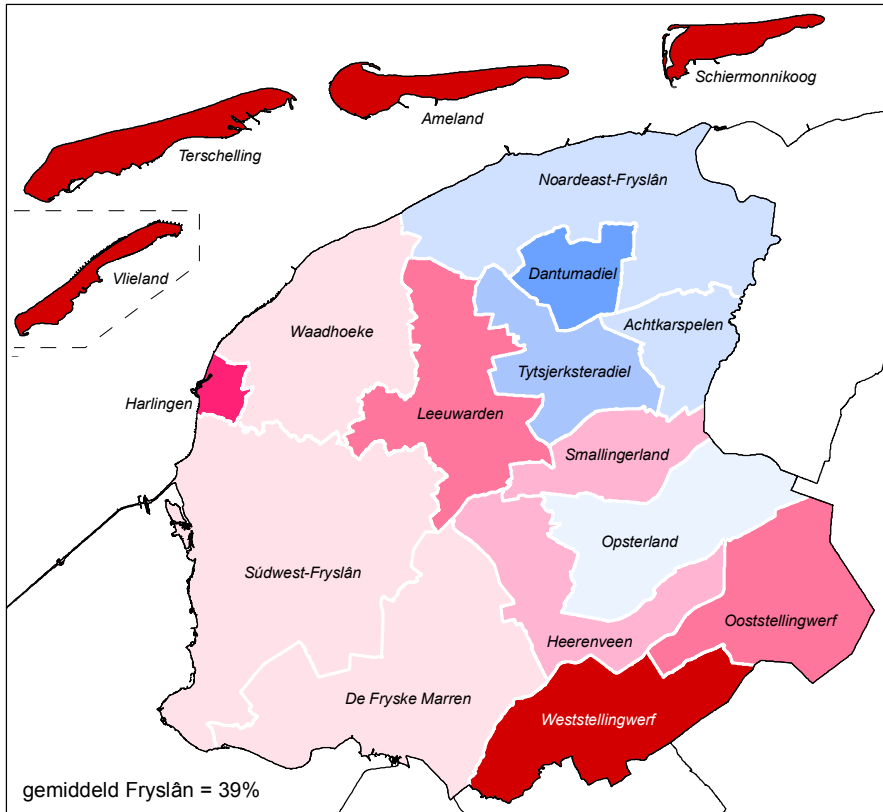 Schiermonnikoog
Ameland
Terschelling
Noardeast-Fryslân
Vlieland
Dantumadiel
Achtkarspelen
Waadhoeke
Tytsjerksteradiel
Harlingen
Leeuwarden
Smallingerland
Opsterland
Súdwest-Fryslân
Ooststellingwerf
Heerenveen
De Fryske Marren
Weststellingwerf
gemiddeld Fryslân = 39%